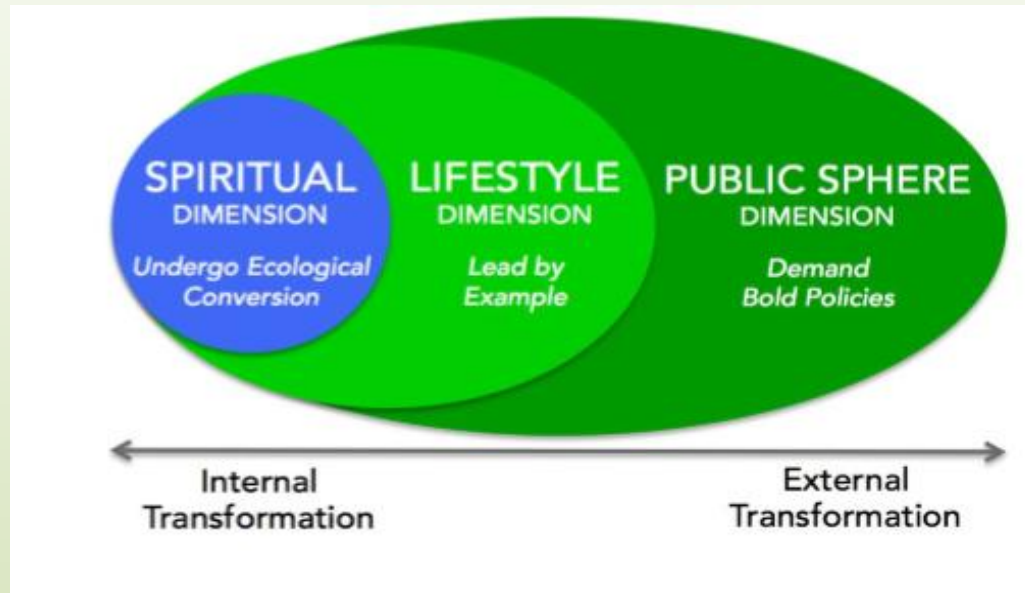 SPIRITUAL
DIMENSION
Undergo Ecological
Conversion
LIFESTYLE
DIMENSION
Lead by
Example
PUBLIC SPHERE
DIMENSION
Demand
Bold Policies
Internal
Transformation
External
Transformation